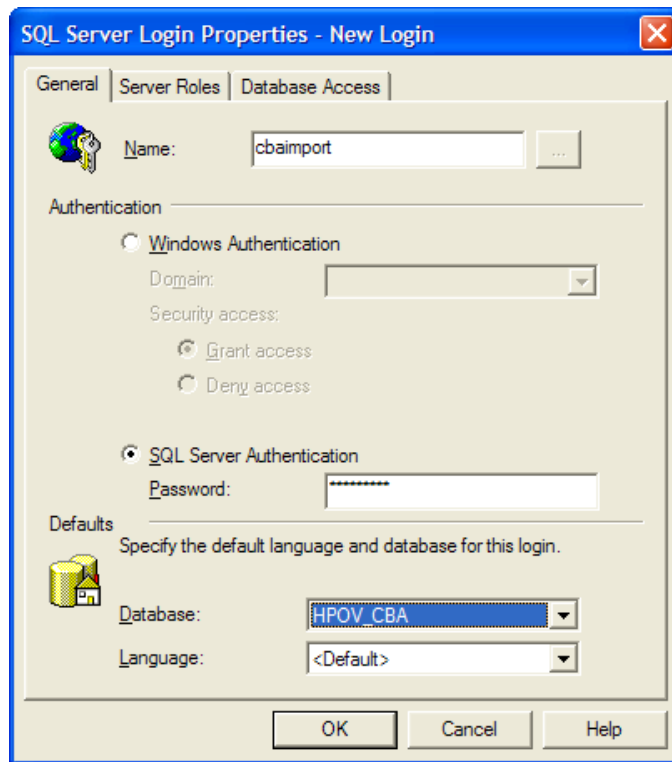 SQL Server Login Properties - New Login
General Server Roles Database Access
Name: cbaimport ...
Authentication
Windows Authentication
Domain:
Security access:
Grant access
Deny access
SQL Server Authentication
Password: *********
Defaults
Specify the default language and database for this login.
Database: HPOV_CBA
Language: <Default>
OK Cancel Help